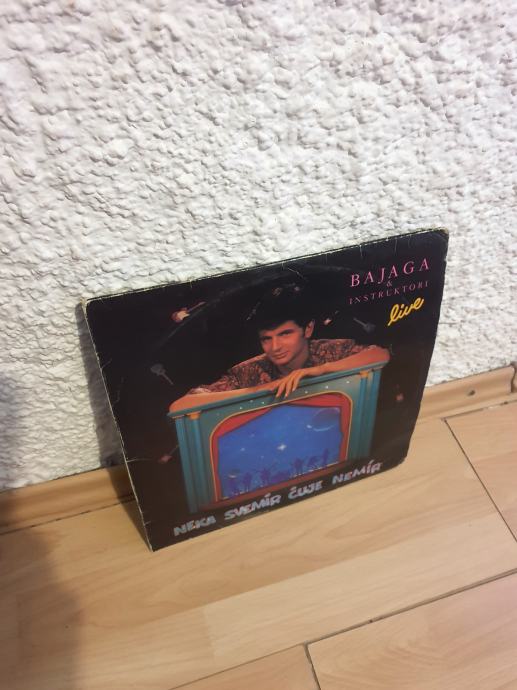 BAJAGA
&
INSTRUKTORI
live
NEKA SVEMIR ČUJE NEMIR